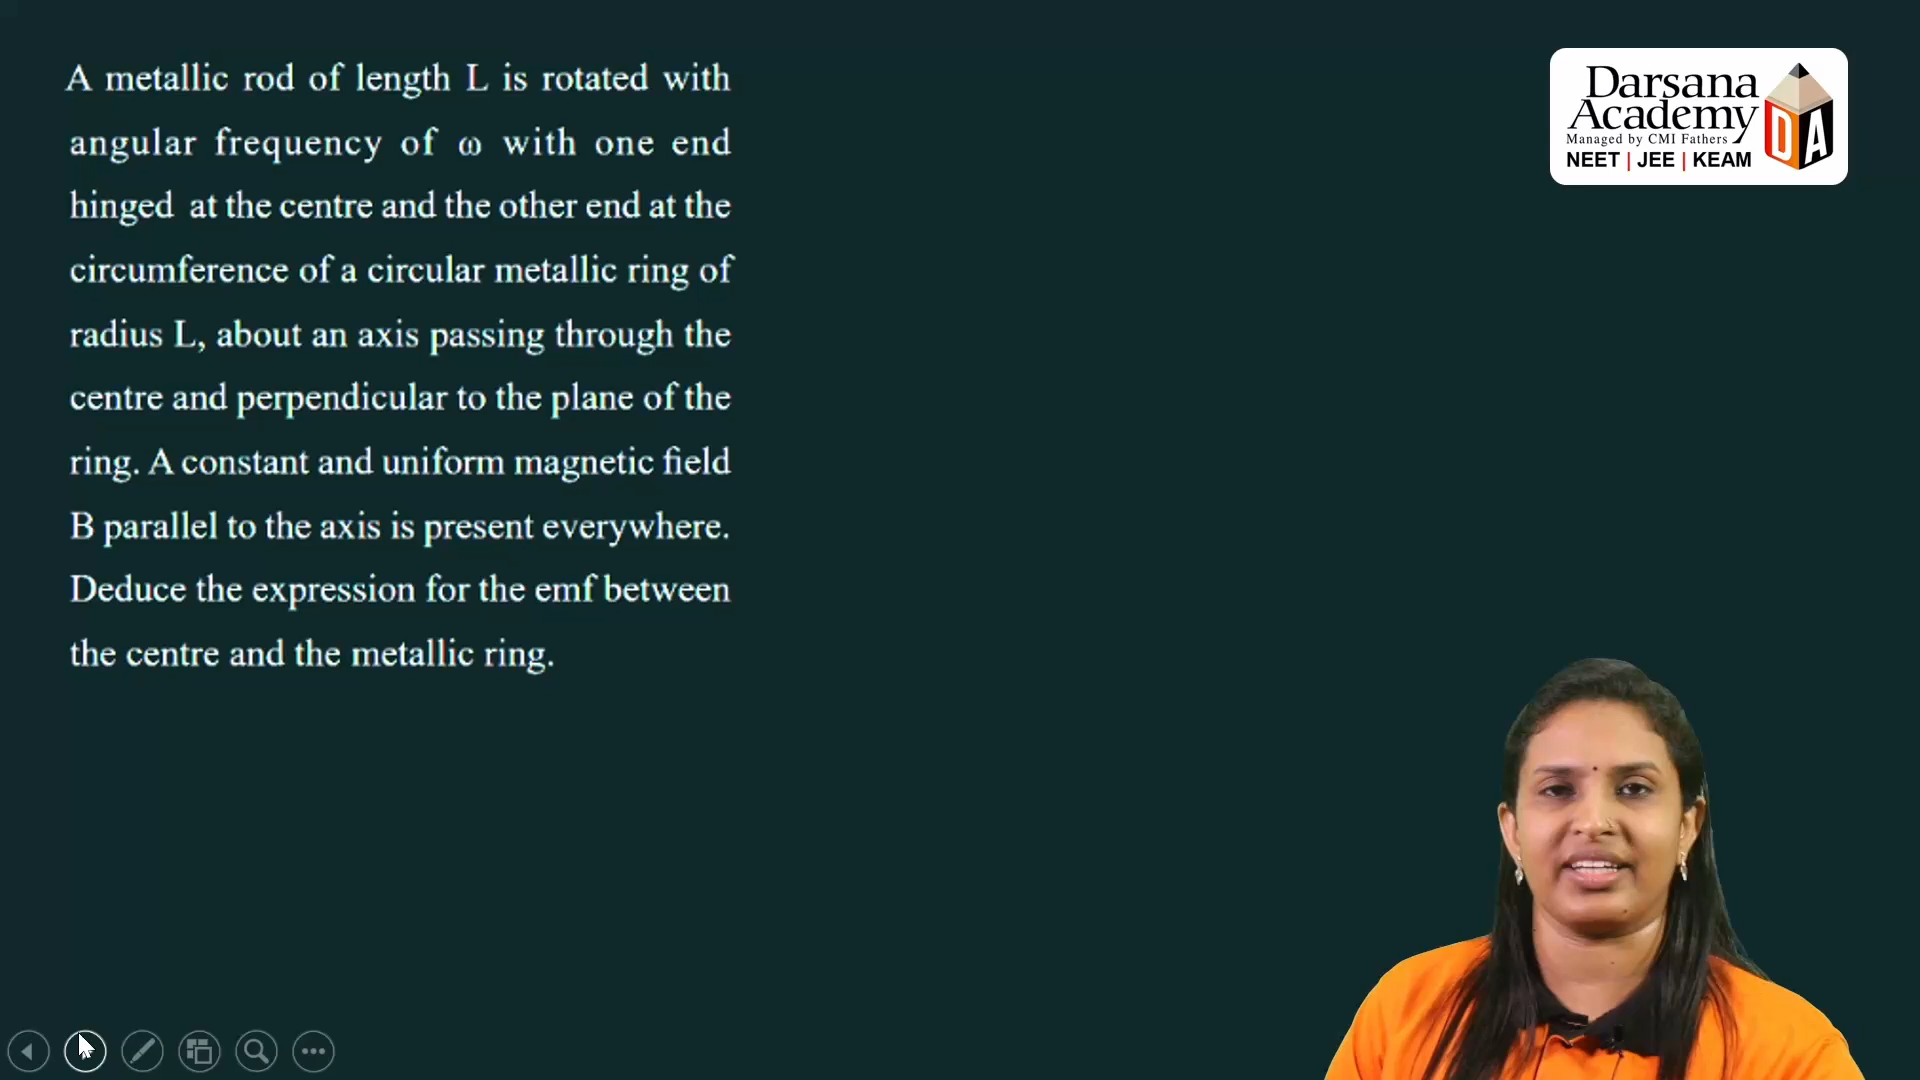 A metallic rod of length L is rotated with
angular frequency of ω with one end
hinged at the centre and the other end at the
circumference of a circular metallic ring of
radius L, about an axis passing through the
centre and perpendicular to the plane of the
ring. A constant and uniform magnetic field
B parallel to the axis is present everywhere.
Deduce the expression for the emf between
the centre and the metallic ring.
Darsana
Academy
Managed by CMI Fathers
NEET | JEE | KEAM
DA